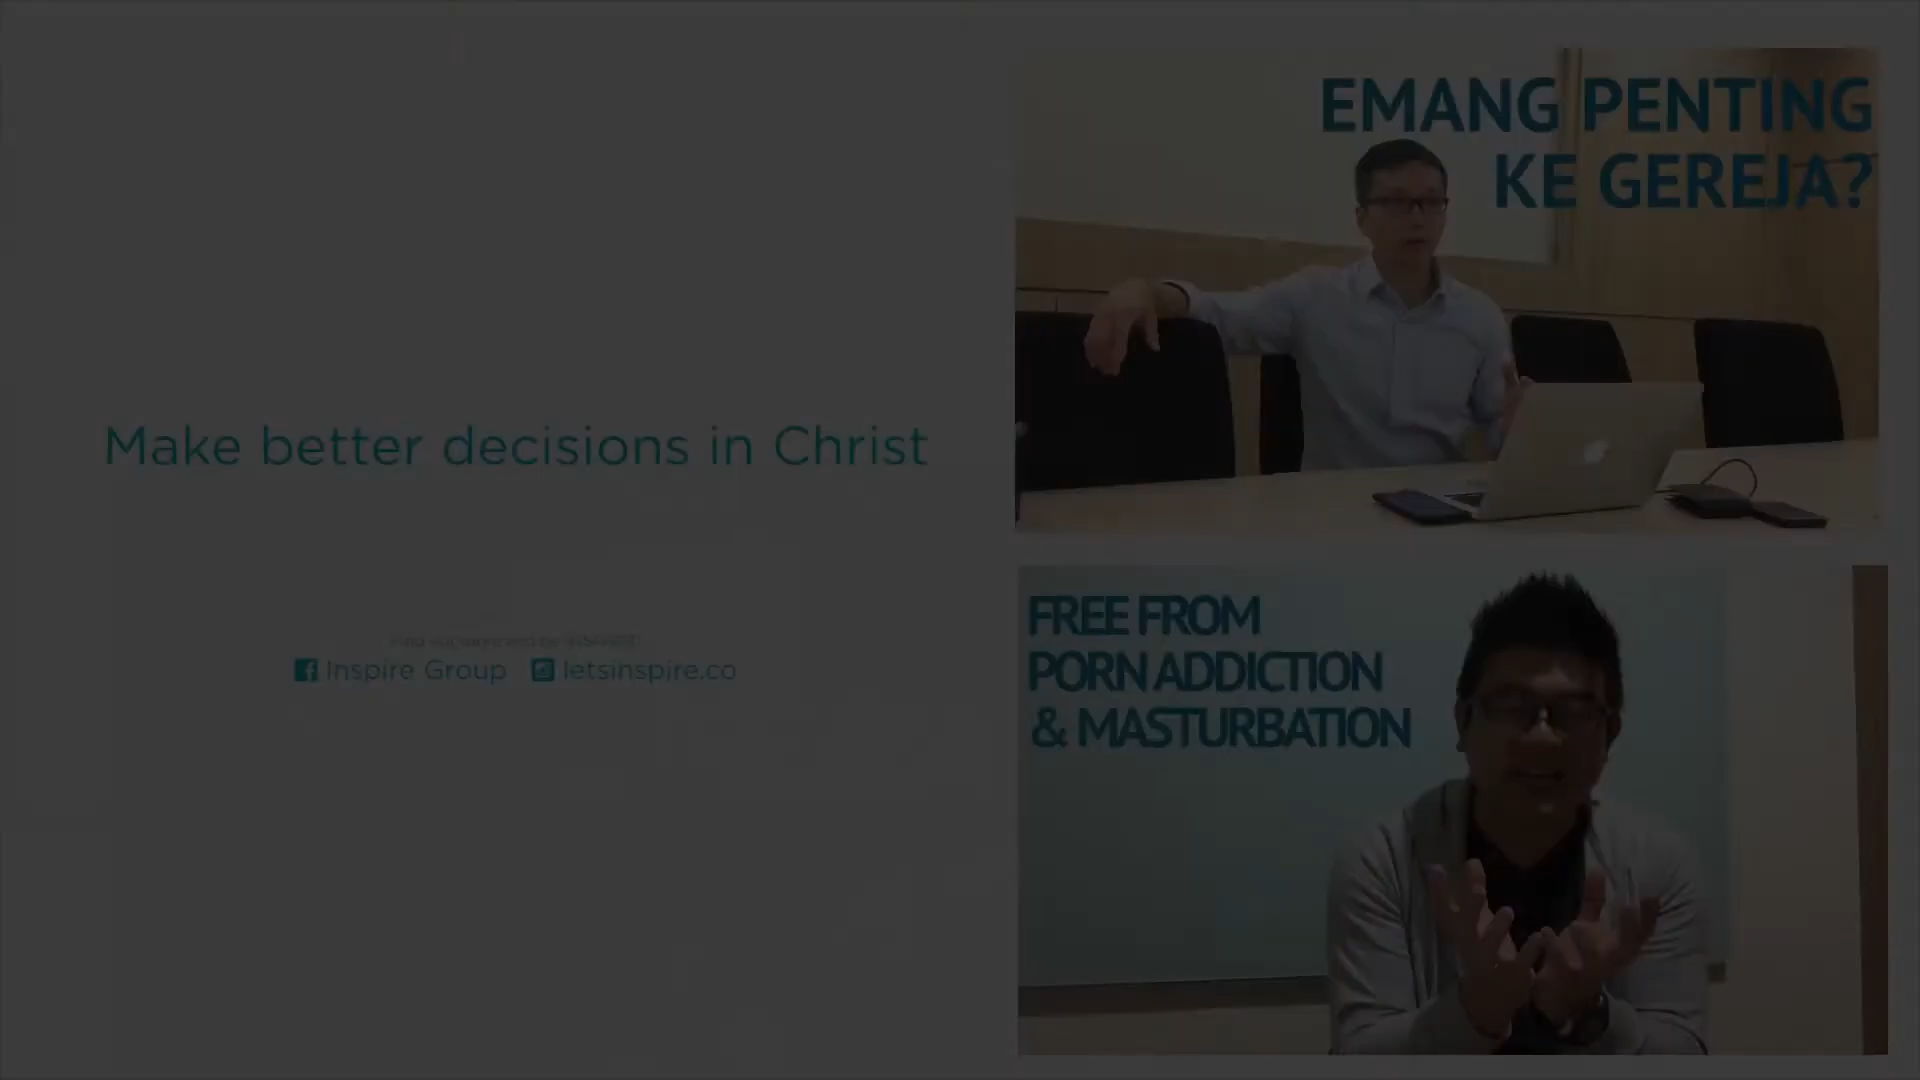 Make better decisions in Christ
Inspire Group letsinspire.co
EMANG PENTING
KE GEREJA?
FREE FROM
PORN ADDICTION
& MASTURBATION